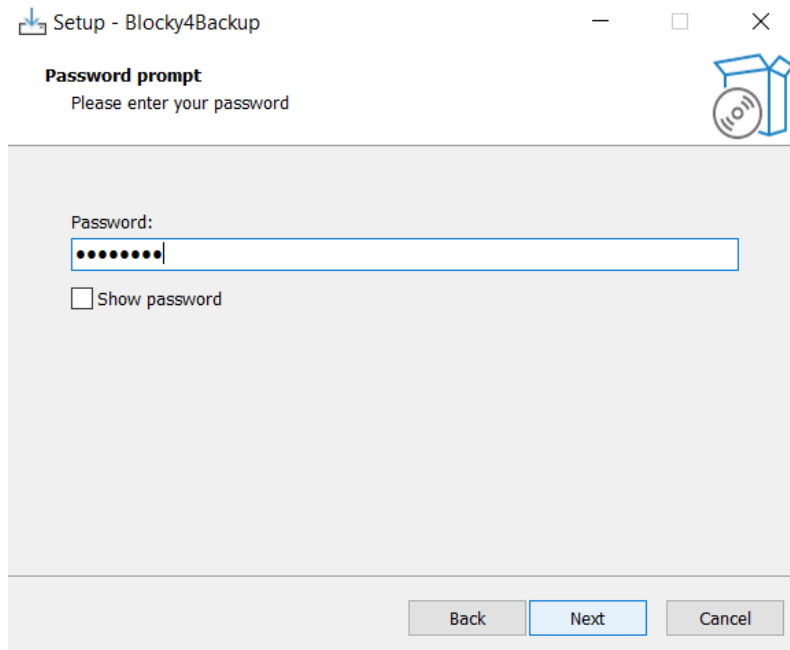 Setup - Blocky4Backup
Password prompt
Please enter your password
Password:
••••••••
Show password
Back Next Cancel